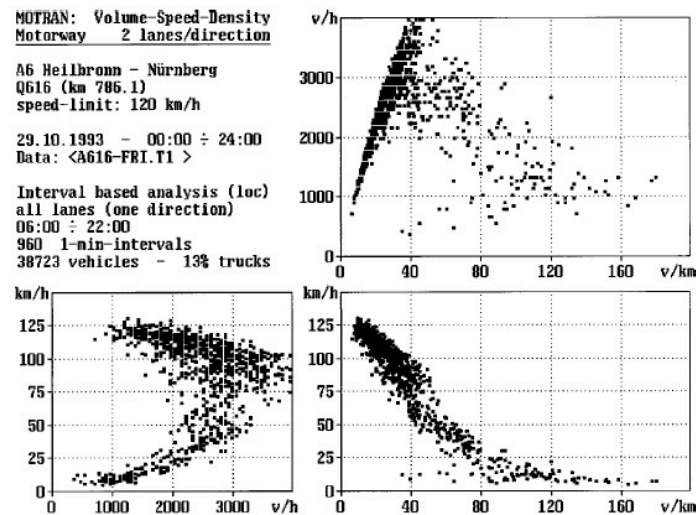 MOTRAN: Volume-Speed-Density
Motorway 2 lanes/direction
A6 Heilbronn - Nürnberg
Q616 (km 786.1)
speed-limit: 120 km/h
29.10.1993 - 00:00 ÷ 24:00
Data: <A616-FRI.T1 >
Interval based analysis (loc)
all lanes (one direction)
06:00 ÷ 22:00
960 1-min-intervals
38723 vehicles - 13% trucks
v/h
3000
2000
1000
0
0 40 80 120 160 v/km
km/h
125
100
75
50
25
0
0 1000 2000 3000 v/h
km/h
125
100
75
50
25
0
0 40 80 120 160 v/km